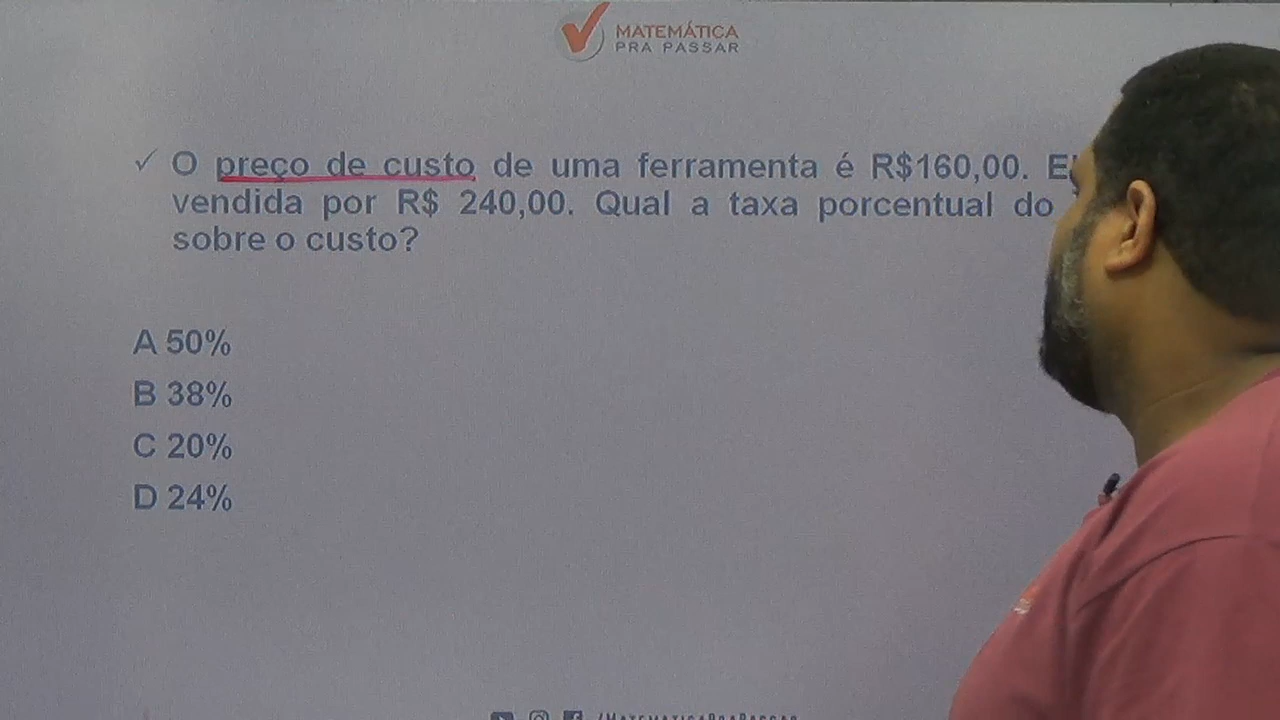 MATEMÁTICA
PRA PASSAR
O preço de custo de uma ferramenta é R$160,00.
vendida por R$ 240,00. Qual a taxa porcentual do
sobre o custo?
A 50%
B 38%
C 20%
D 24%